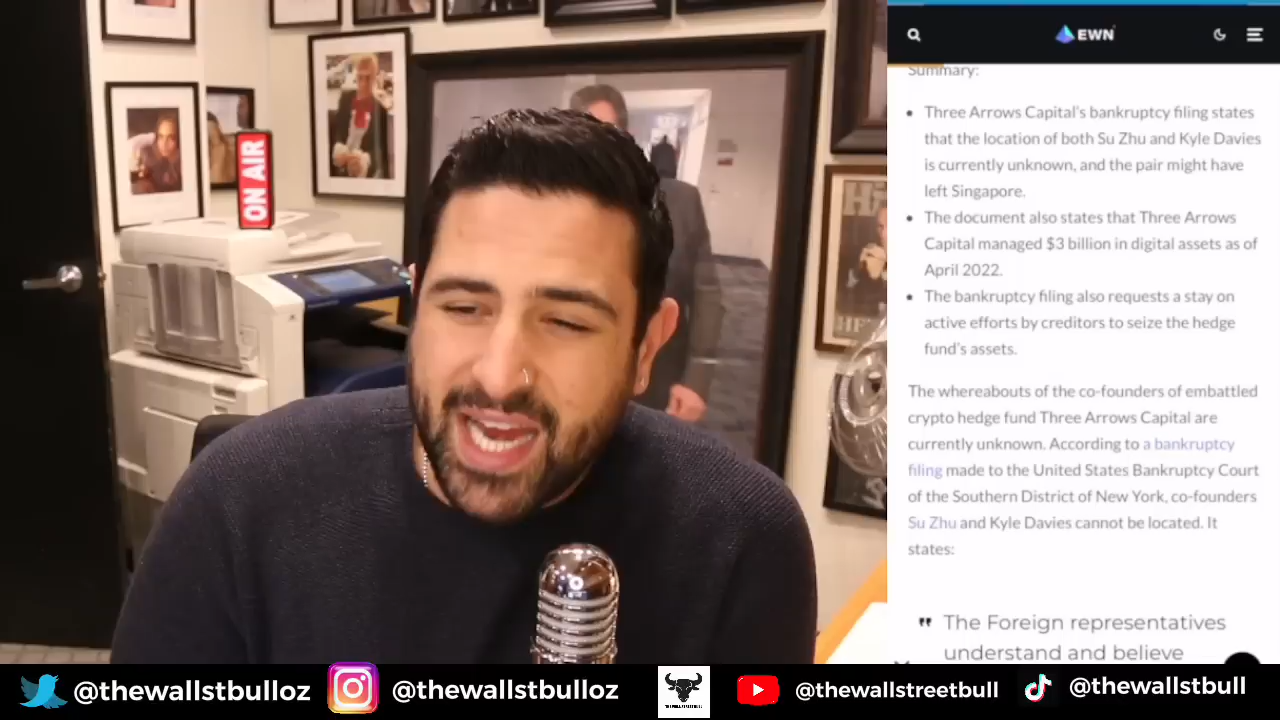 ON AIR
EWN
Summary:
Three Arrows Capital's bankruptcy filing states
that the location of both Su Zhu and Kyle Davies
is currently unknown, and the pair might have
left Singapore.
The document also states that Three Arrows
Capital managed $3 billion in digital assets as of
April 2022.
The bankruptcy filing also requests a stay on
active efforts by creditors to seize the hedge
fund's assets.
The whereabouts of the co-founders of embattled
crypto hedge fund Three Arrows Capital are
currently unknown. According to a bankruptcy
filing made to the United States Bankruptcy Court
of the Southern District of New York, co-founders
Su Zhu and Kyle Davies cannot be located. It
states:
" The Foreign representatives
understand and believe
@thewallstbulloz @thewallstbulloz @thewallstreetbull @thewallstbull